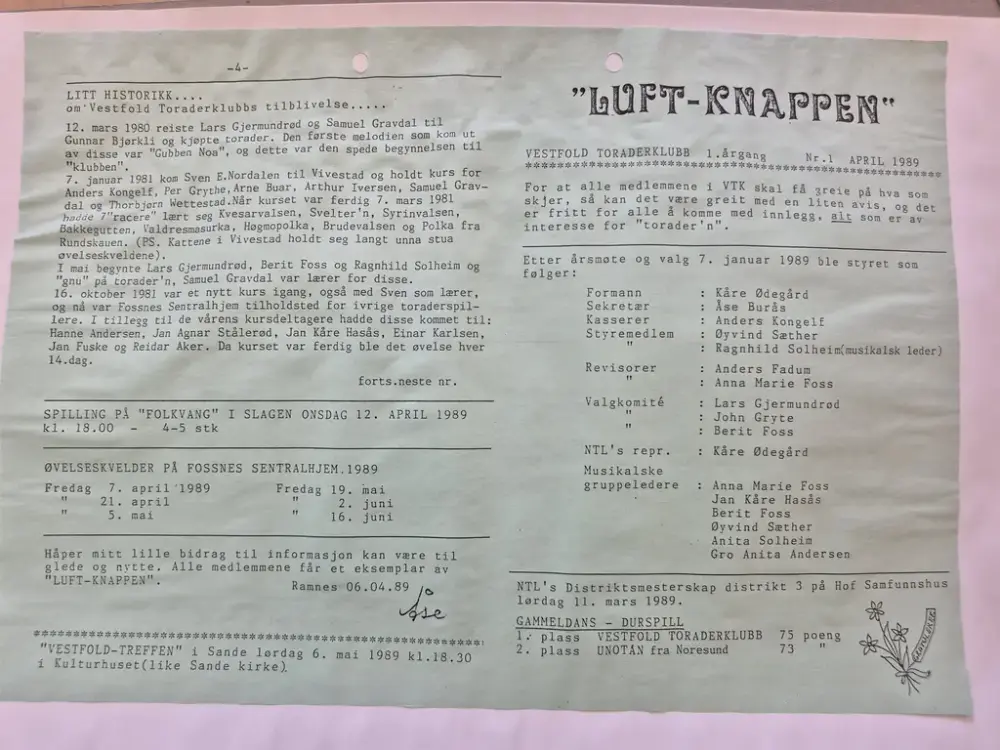 -4-
LITT HISTORIKK....
om Vestfold Toraderklubbs tilblivelse.....
12. mars 1980 reiste Lars Gjermundrød og Samuel Gravdal til
Gunnar Bjørkli og kjøpte torader. Den første melodien som kom ut
av disse var "Gubben Noa", og dette var den spede begynnelsen til
"klubben".
7. januar 1981 kom Sven E.Nordalen til Vivestad og holdt kurs for
Anders Kongelf, Per Grythe, Arne Buar, Arthur Iversen, Samuel Grav-
dal og Thorbjørn Wettestad.Når kurset var ferdig 7. mars 1981
hadde 7"racere" lært seg Kvesarvalsen, Svelter'n, Syrinvalsen,
Bakkegutten, Valdresmasurka, Høgmopolka, Brudevalsen og Polka fra
Rundskauen. (PS. Kattene i Vivestad holdt seg langt unna stua
øvelseskveldene).
I mai begynte Lars Gjermundrød, Berit Foss og Ragnhild Solheim og
"gnu" på torader'n, Samuel Gravdal var lærer for disse.
16. oktober 1981 var et nytt kurs igang, også med Sven som lærer,
og nå var Fossnes Sentralhjem tilholdsted for ivrige toraderspil-
lere. I tillegg til de vårens kursdeltagere hadde disse kommet til:
Hanne Andersen, Jan Agnar Stålerød, Jan Kåre Hasås, Einar Karlsen,
Jan Fuske og Reidar Aker. Da kurset var ferdig ble det øvelse hver
14.dag.
forts.neste nr.
SPILLING PÅ "FOLKVANG" I SLAGEN ONSDAG 12. APRIL 1989
kl. 18.00 - 4-5 stk
ØVELSESKVELDER PÅ FOSSNES SENTRALHJEM.1989
Fredag 7. april 1989 Fredag 19. mai
" 21. april " 2. juni
" 5. mai " 16. juni
Håper mitt lille bidrag til informasjon kan være til
glede og nytte. Alle medlemmene får et eksemplar av
"LUFT-KNAPPEN".
Ramnes 06.04.89
Åse
"VESTFOLD-TREFFEN" i Sande lørdag 6. mai 1989 kl.18.30
i Kulturhuset(like Sande kirke).
"LUFT-KNAPPEN"
VESTFOLD TORADERKLUBB 1.årgang Nr.1 APRIL 1989
For at alle medlemmene i VTK skal få greie på hva som
skjer, så kan det være greit med en liten avis, og det
er fritt for alle å komme med innlegg, alt som er av
interesse for "torader'n".
Etter årsmøte og valg 7. januar 1989 ble styret som
følger:
Formann : Kåre Ødegård
Sekretær : Åse Burås
Kasserer : Anders Kongelf
Styremedlem : Øyvind Sæther
" : Ragnhild Solheim(musikalsk leder)
Revisorer : Anders Fadum
" : Anna Marie Foss
Valgkomité : Lars Gjermundrød
" : John Gryte
" : Berit Foss
NTL's repr. : Kåre Ødegård
Musikalske
gruppeledere : Anna Marie Foss
Jan Kåre Hasås
Berit Foss
Øyvind Sæther
Anita Solheim
Gro Anita Andersen
NTL's Distriktsmesterskap distrikt 3 på Hof Samfunnshus
lørdag 11. mars 1989.
GAMMELDANS - DURSPILL
1. plass VESTFOLD TORADERKLUBB 75 poeng
2. plass UNOTAN fra Noresund 73 "
GRATULERER